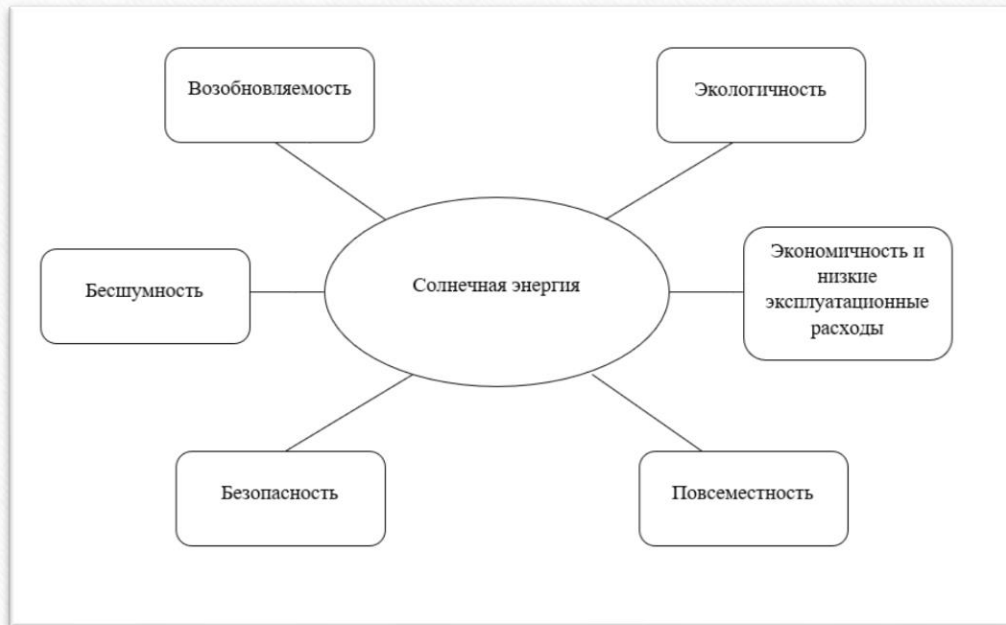 Возобновляемость
Экологичность
Солнечная энергия
Бесшумность
Экономичность и
низкие
эксплуатационные
расходы
Безопасность
Повсеместность